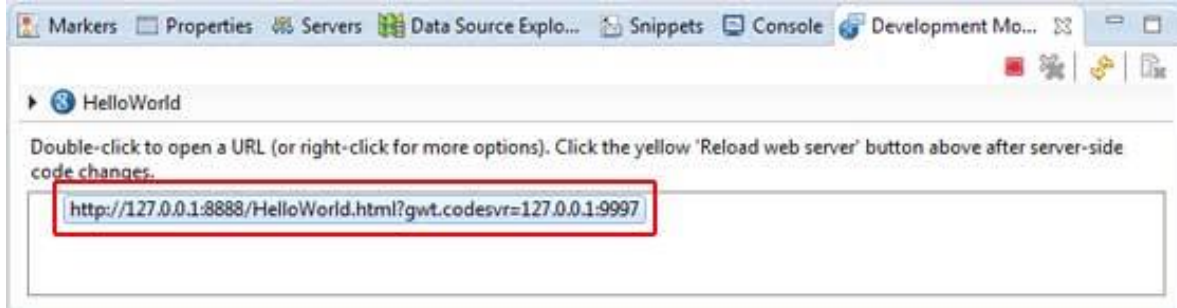 Markers Properties Servers Data Source Explo... Snippets Console Development Mo...
HelloWorld
Double-click to open a URL (or right-click for more options). Click the yellow 'Reload web server' button above after server-side
code changes.
http://127.0.0.1:8888/HelloWorld.html?gwt.codesvr=127.0.0.1:9997